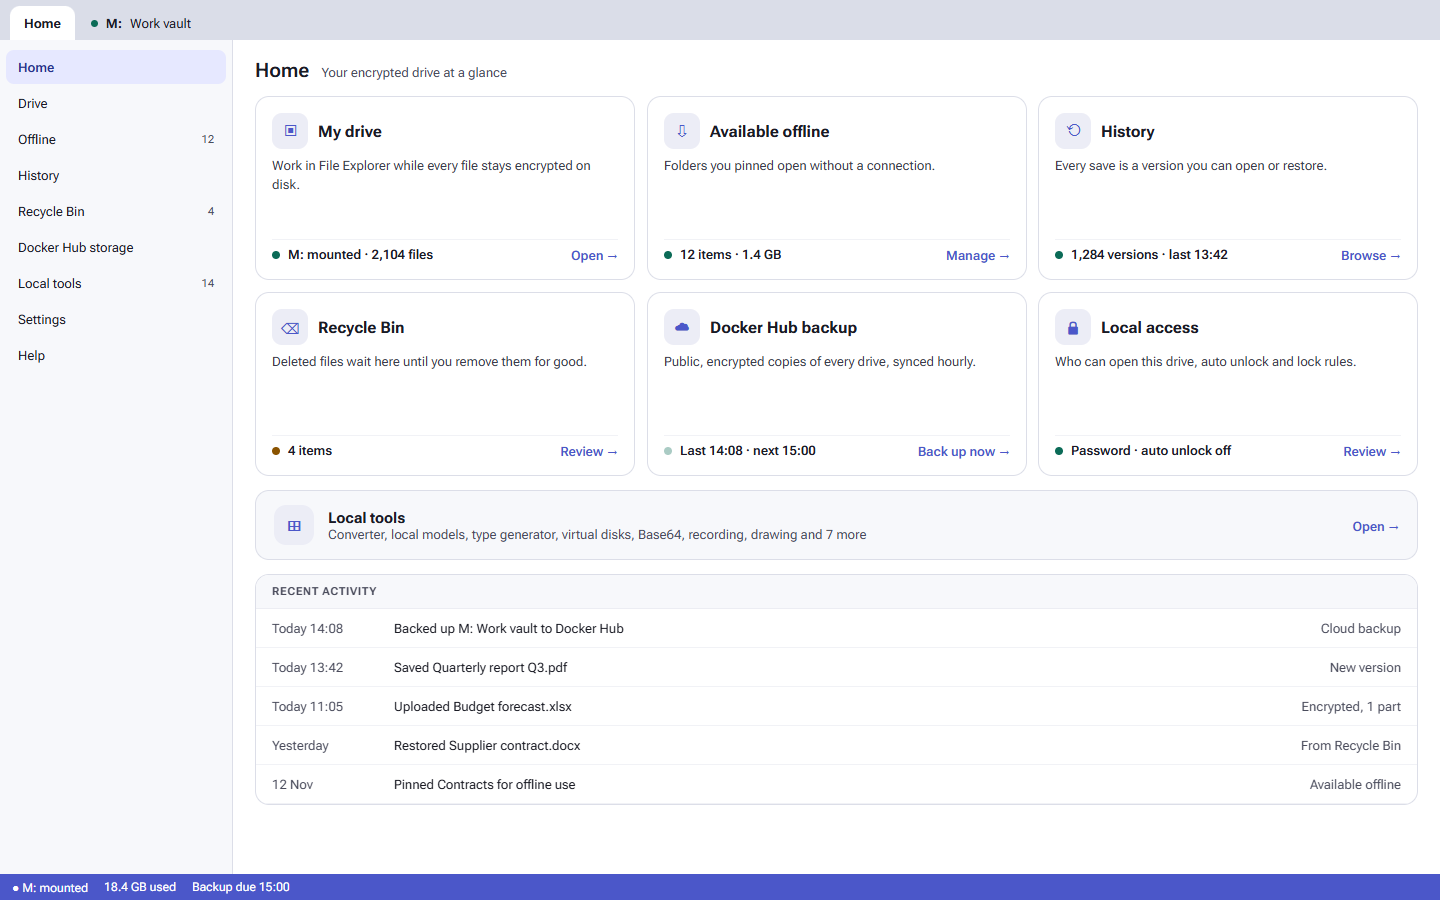 Home
M: Work vault
Home
Drive
Offline 12
History
Recycle Bin 4
Docker Hub storage
Local tools 14
Settings
Help
Home Your encrypted drive at a glance
My drive
Work in File Explorer while every file stays encrypted on
disk.
M: mounted · 2,104 files Open →
Available offline
Folders you pinned open without a connection.
12 items · 1.4 GB Manage →
History
Every save is a version you can open or restore.
1,284 versions · last 13:42 Browse →
Recycle Bin
Deleted files wait here until you remove them for good.
4 items Review →
Docker Hub backup
Public, encrypted copies of every drive, synced hourly.
Last 14:08 · next 15:00 Back up now →
Local access
Who can open this drive, auto unlock and lock rules.
Password · auto unlock off Review →
Local tools
Converter, local models, type generator, virtual disks, Base64, recording, drawing and 7 more
Open →
RECENT ACTIVITY
Today 14:08 Backed up M: Work vault to Docker Hub Cloud backup
Today 13:42 Saved Quarterly report Q3.pdf New version
Today 11:05 Uploaded Budget forecast.xlsx Encrypted, 1 part
Yesterday Restored Supplier contract.docx From Recycle Bin
12 Nov Pinned Contracts for offline use Available offline
● M: mounted 18.4 GB used Backup due 15:00